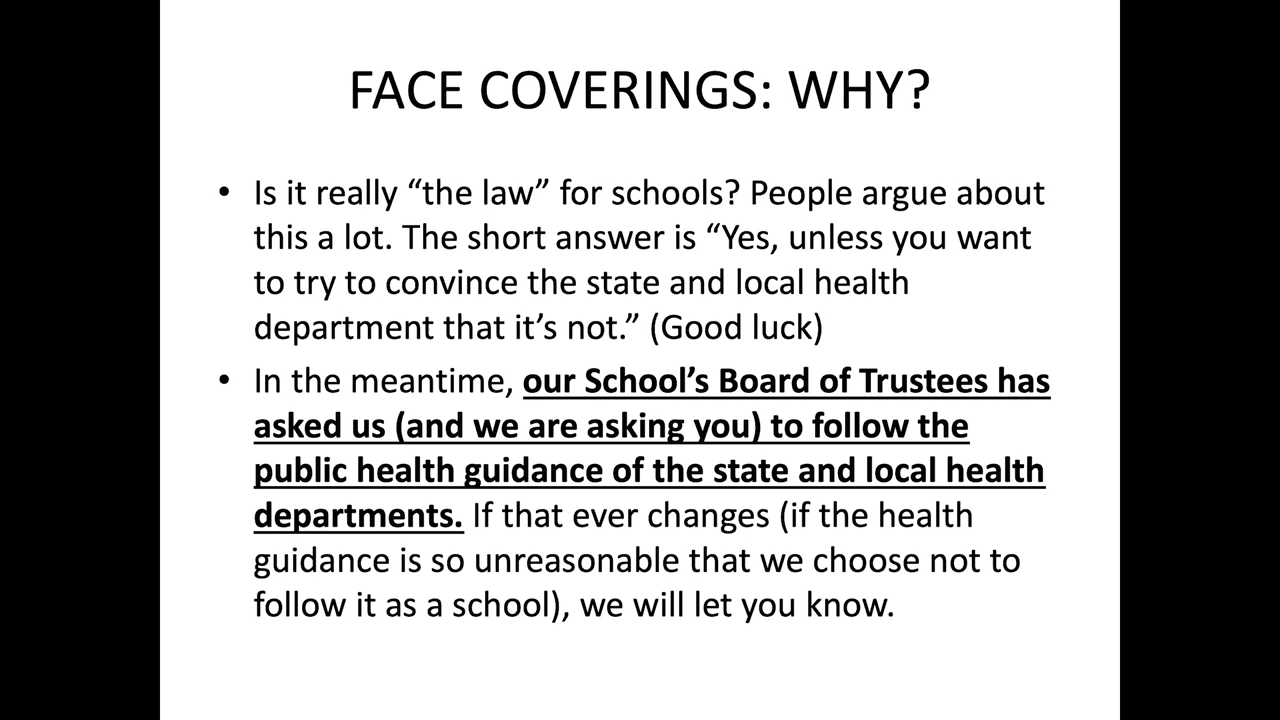 FACE COVERINGS: WHY?
• Is it really “the law” for schools? People argue about
this a lot. The short answer is “Yes, unless you want
to try to convince the state and local health
department that it’s not.” (Good luck)
• In the meantime, our School’s Board of Trustees has
asked us (and we are asking you) to follow the
public health guidance of the state and local health
departments. If that ever changes (if the health
guidance is so unreasonable that we choose not to
follow it as a school), we will let you know.